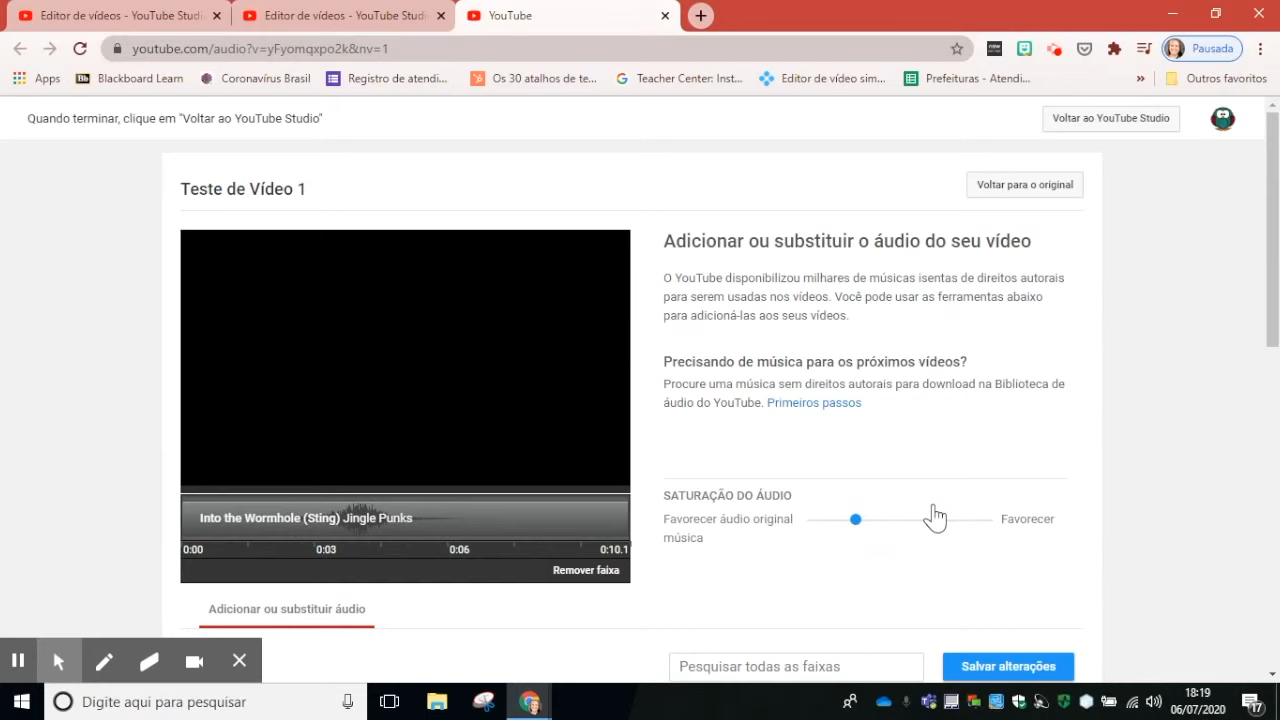 Editor de vídeos - YouTube Studi
Editor de vídeos - YouTube Studi
YouTube
youtube.com/audio?v=yFyomqxpo2k&nv=1
Pausada
Apps
Bb
Blackboard Learn
Coronavírus Brasil
Registro de atendi...
Os 30 atalhos de te...
Teacher Center: Inst...
Editor de vídeo sim...
Prefeituras - Atendi...
»
Outros favoritos
Quando terminar, clique em "Voltar ao YouTube Studio"
Voltar ao YouTube Studio
Teste de Vídeo 1
Voltar para o original
Adicionar ou substituir o áudio do seu vídeo
O YouTube disponibilizou milhares de músicas isentas de direitos autorais
para serem usadas nos vídeos. Você pode usar as ferramentas abaixo
para adicioná-las aos seus vídeos.
Precisando de música para os próximos vídeos?
Procure uma música sem direitos autorais para download na Biblioteca de
áudio do YouTube. Primeiros passos
SATURAÇÃO DO ÁUDIO
Favorecer áudio original
Favorecer
música
Into the Wormhole (Sting) Jingle Punks
0:00
0:03
0:06
0:10.1
Remover faixa
Adicionar ou substituir áudio
Pesquisar todas as faixas
Salvar alterações
Digite aqui para pesquisar
18:19
06/07/2020
17